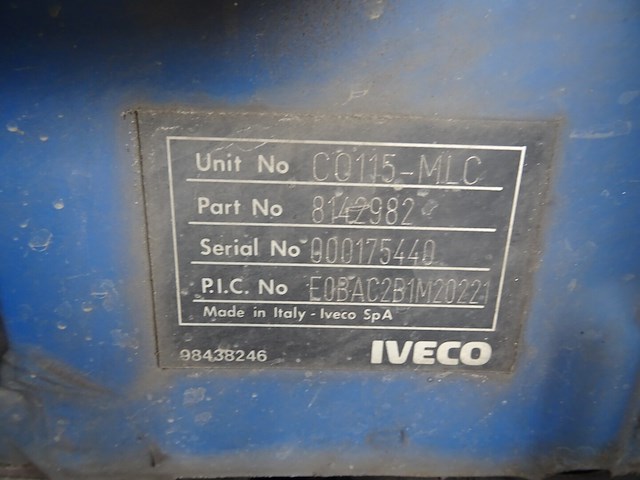 Unit No CO115-MLC
Part No 8142982
Serial No 000175440
P.I.C. No E0BAC2B1M20221
Made in Italy - Iveco SpA
98438246 IVECO